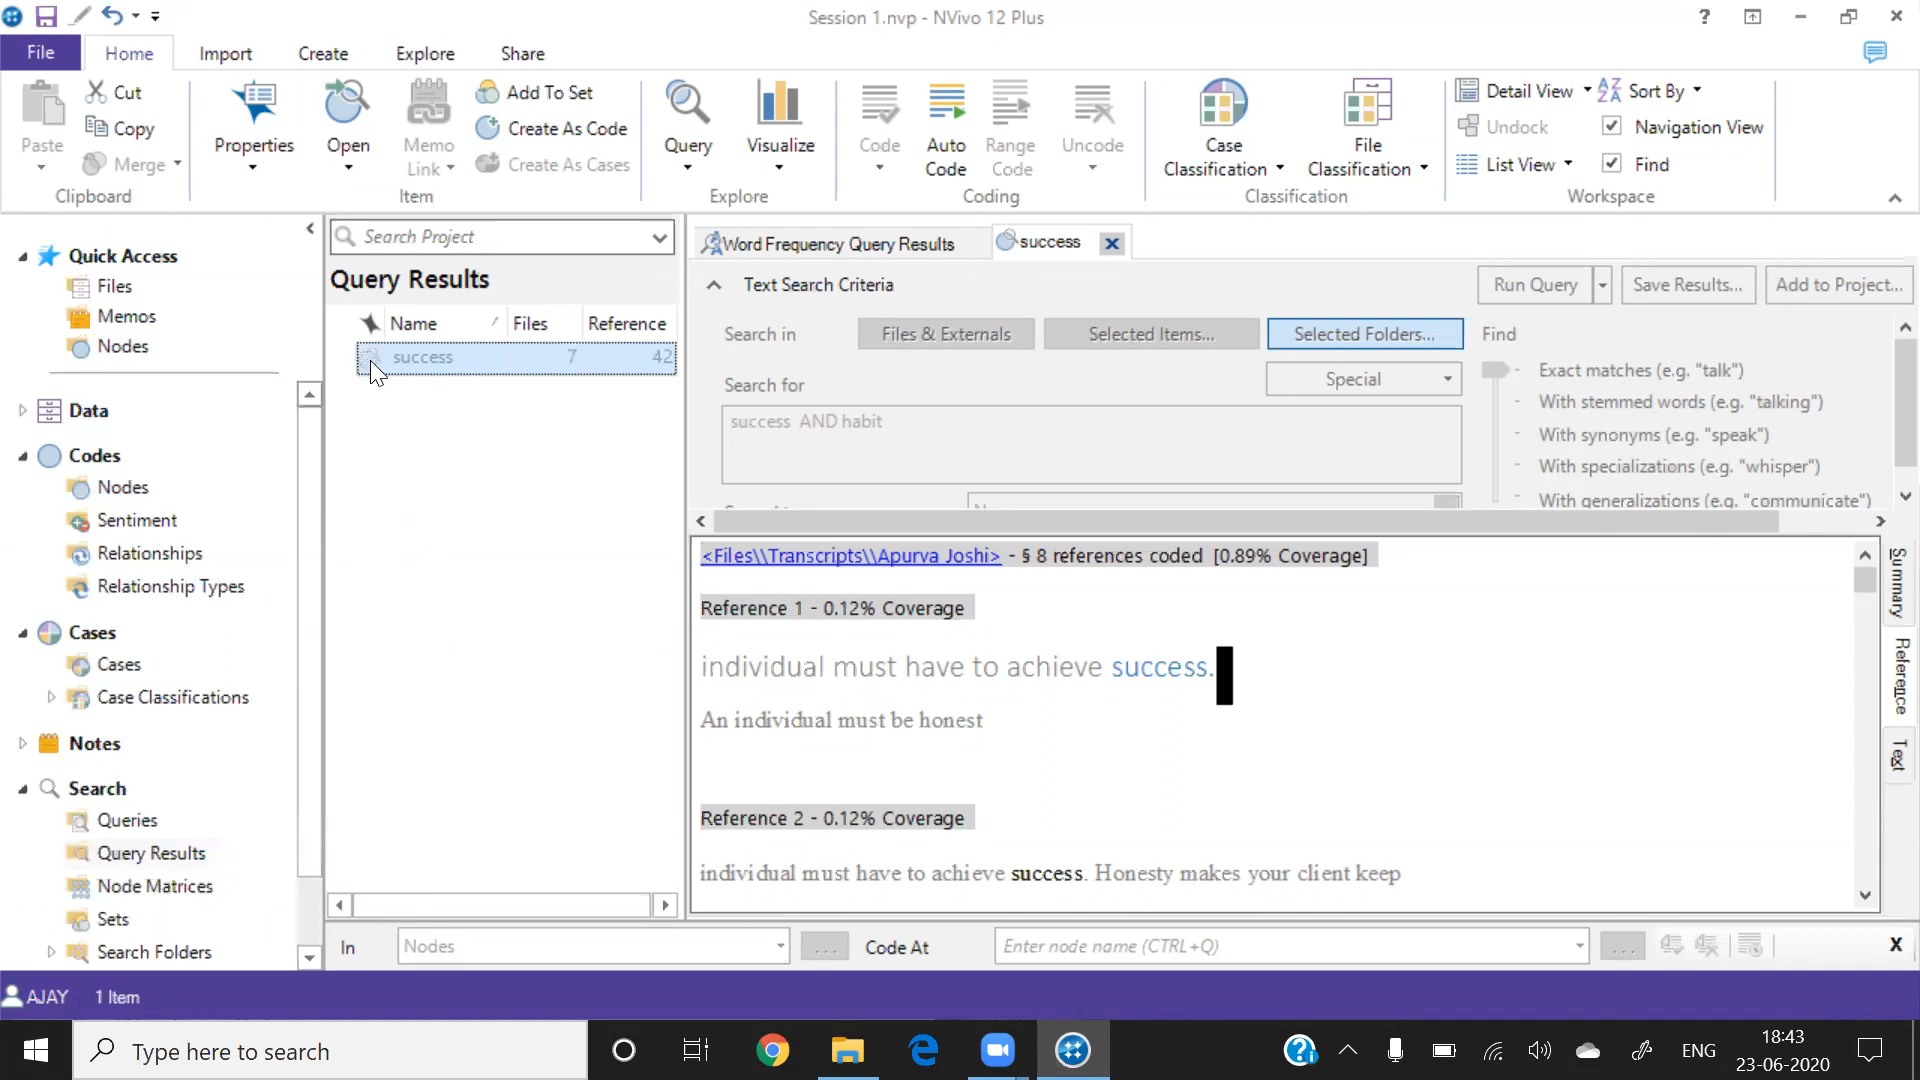 Session 1.nvp - NVivo 12 Plus
?
File
Home
Import
Create
Explore
Share
Paste
Cut
Copy
Merge
Clipboard
Properties
Open
Memo
Link
Add To Set
Create As Code
Create As Cases
Item
Query
Visualize
Explore
Code
Auto
Code
Range
Code
Uncode
Coding
Case
Classification
File
Classification
Classification
Detail View
Sort By
Undock
Navigation View
List View
Find
Workspace
Quick Access
Files
Memos
Nodes
Data
Codes
Nodes
Sentiment
Relationships
Relationship Types
Cases
Cases
Case Classifications
Notes
Search
Queries
Query Results
Node Matrices
Sets
Search Folders
Search Project
Query Results
Name
Files
Reference
success
7
42
Word Frequency Query Results
success
Text Search Criteria
Run Query
Save Results...
Add to Project...
Search in
Files & Externals
Selected Items...
Selected Folders...
Find
Search for
Special
success AND habit
Exact matches (e.g. "talk")
With stemmed words (e.g. "talking")
With synonyms (e.g. "speak")
With specializations (e.g. "whisper")
With generalizations (e.g. "communicate")
<Files\\Transcripts\\Apurva Joshi> - § 8 references coded [0.89% Coverage]
Reference 1 - 0.12% Coverage
individual must have to achieve success.
An individual must be honest
Reference 2 - 0.12% Coverage
individual must have to achieve success. Honesty makes your client keep
Summary
Reference
Text
In
Nodes
...
Code At
Enter node name (CTRL+Q)
...
X
AJAY
1 Item
Type here to search
ENG
18:43
23-06-2020